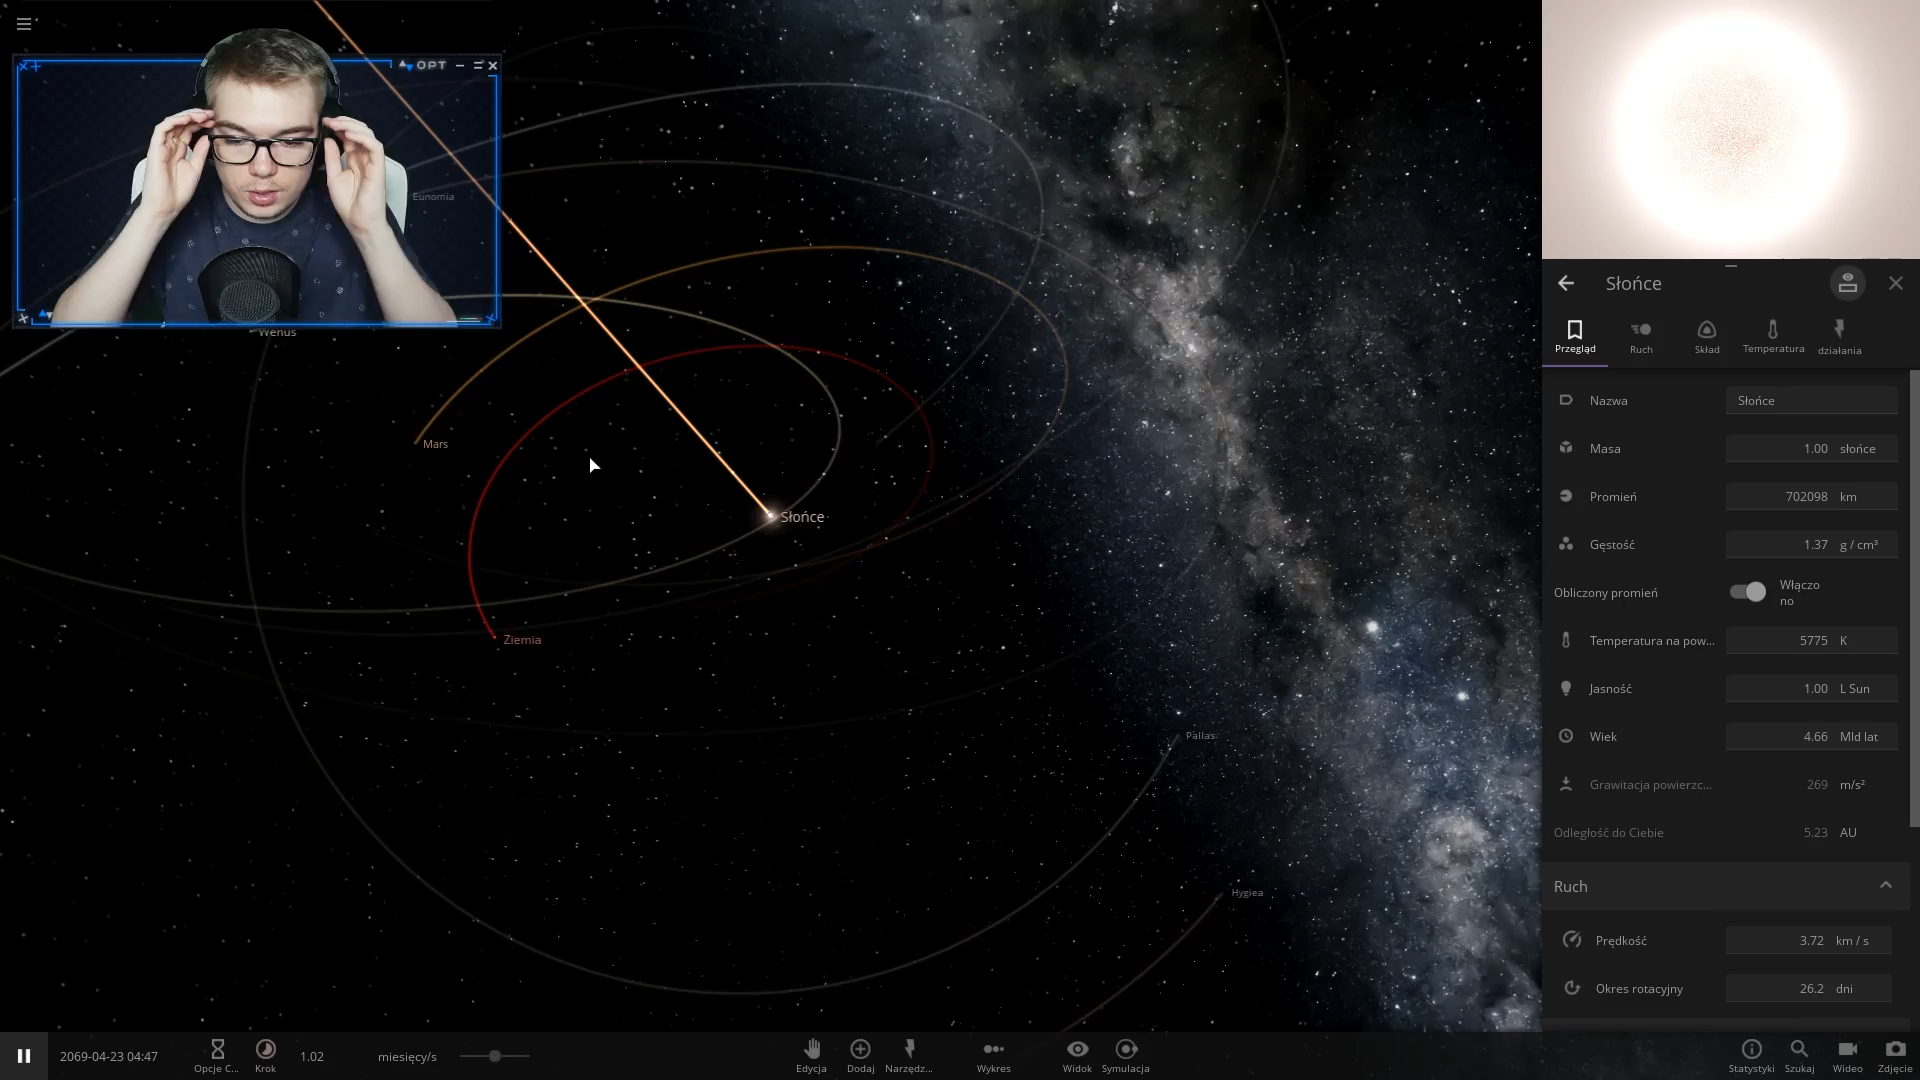 OPT
Eunomia
Wenus
Mars
Słońce
Ziemia
Pallas
Hygiea
Słońce
Przegląd
Ruch
Skład
Temperatura
działania
Nazwa Słońce
Masa 1.00 słońce
Promień 702098 km
Gęstość 1.37 g / cm³
Obliczony promień Włączo
no
Temperatura na pow... 5775 K
Jasność 1.00 L Sun
Wiek 4.66 Mld lat
Grawitacja powierzc... 269 m/s²
Odległość do Ciebie 5.23 AU
Ruch
Prędkość 3.72 km / s
Okres rotacyjny 26.2 dni
2069-04-23 04:47
Opcje C...
Krok
1.02 miesięcy/s
Edycja
Dodaj
Narzędz...
Wykres
Widok
Symulacja
Statystyki
Szukaj
Wideo
Zdjęcie